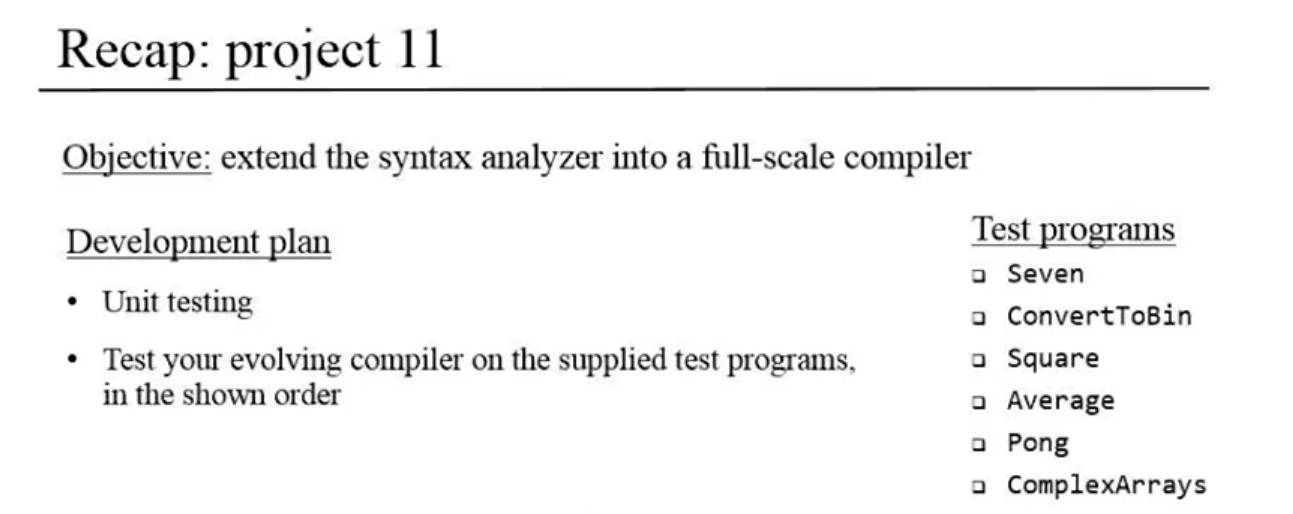 Recap: project 11
Objective: extend the syntax analyzer into a full-scale compiler
Development plan
• Unit testing
• Test your evolving compiler on the supplied test programs,
in the shown order
Test programs
❑ Seven
❑ ConvertToBin
❑ Square
❑ Average
❑ Pong
❑ ComplexArrays